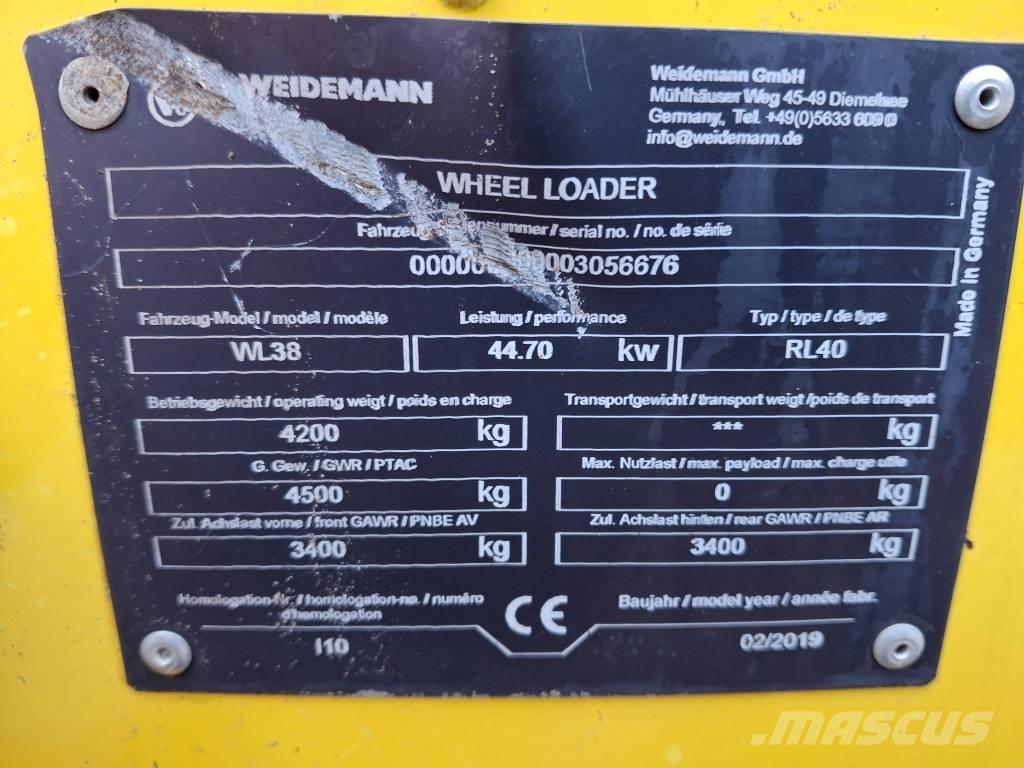 WEIDEMANN
Weidemann GmbH
Mühlhäuser Weg 45-49 Diemelsee
Germany, Tel. +49(0)5633 609 0
info@weidemann.de
WHEEL LOADER
serial no. / no. de série
Made in Germany
Fahrzeug-Model / model / modèle
Leistung / performance
Typ / type / de type
WL38
44.70 kw
RL40
Betriebsgewicht / operating weigt / poids en charge
Transportgewicht / transport weigt /poids de transport
4200 kg
*** kg
G. Gew. / GWR / PTAC
Max. Nutzlast / max. payload / max. charge utile
4500 kg
0 kg
Zul. Achslast vorne / front GAWR / PNBE AV
Zul. Achslast hinten / rear GAWR / PNBE AR
3400 kg
3400 kg
Homologation-Nr. / homologation-no. / numéro
d'homologation
CE
Baujahr / model year / année fabr.
I10
02/2019
MASCUS